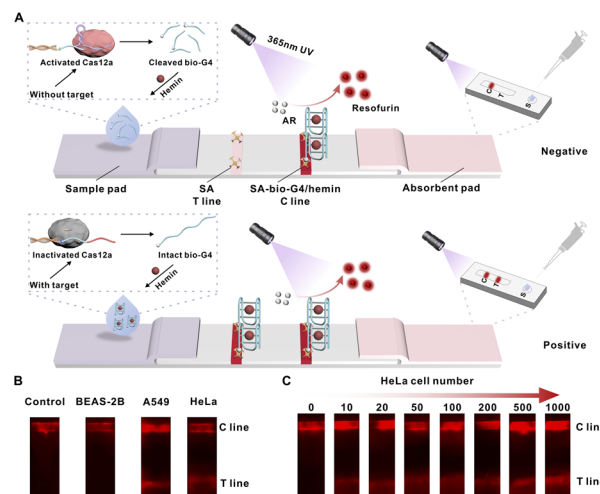 A
Activated Cas12a
Cleaved bio-G4
Without target
Hemin
365nm UV
AR
Resofurin
C
T
S
Negative
Sample pad
SA
T line
SA-bio-G4/hemin
C line
Absorbent pad
Inactivated Cas12a
Intact bio-G4
With target
Hemin
C
T
S
Positive
B
Control BEAS-2B A549 HeLa
C line
T line
C
HeLa cell number
0 10 20 50 100 200 500 1000
C lin
T lin